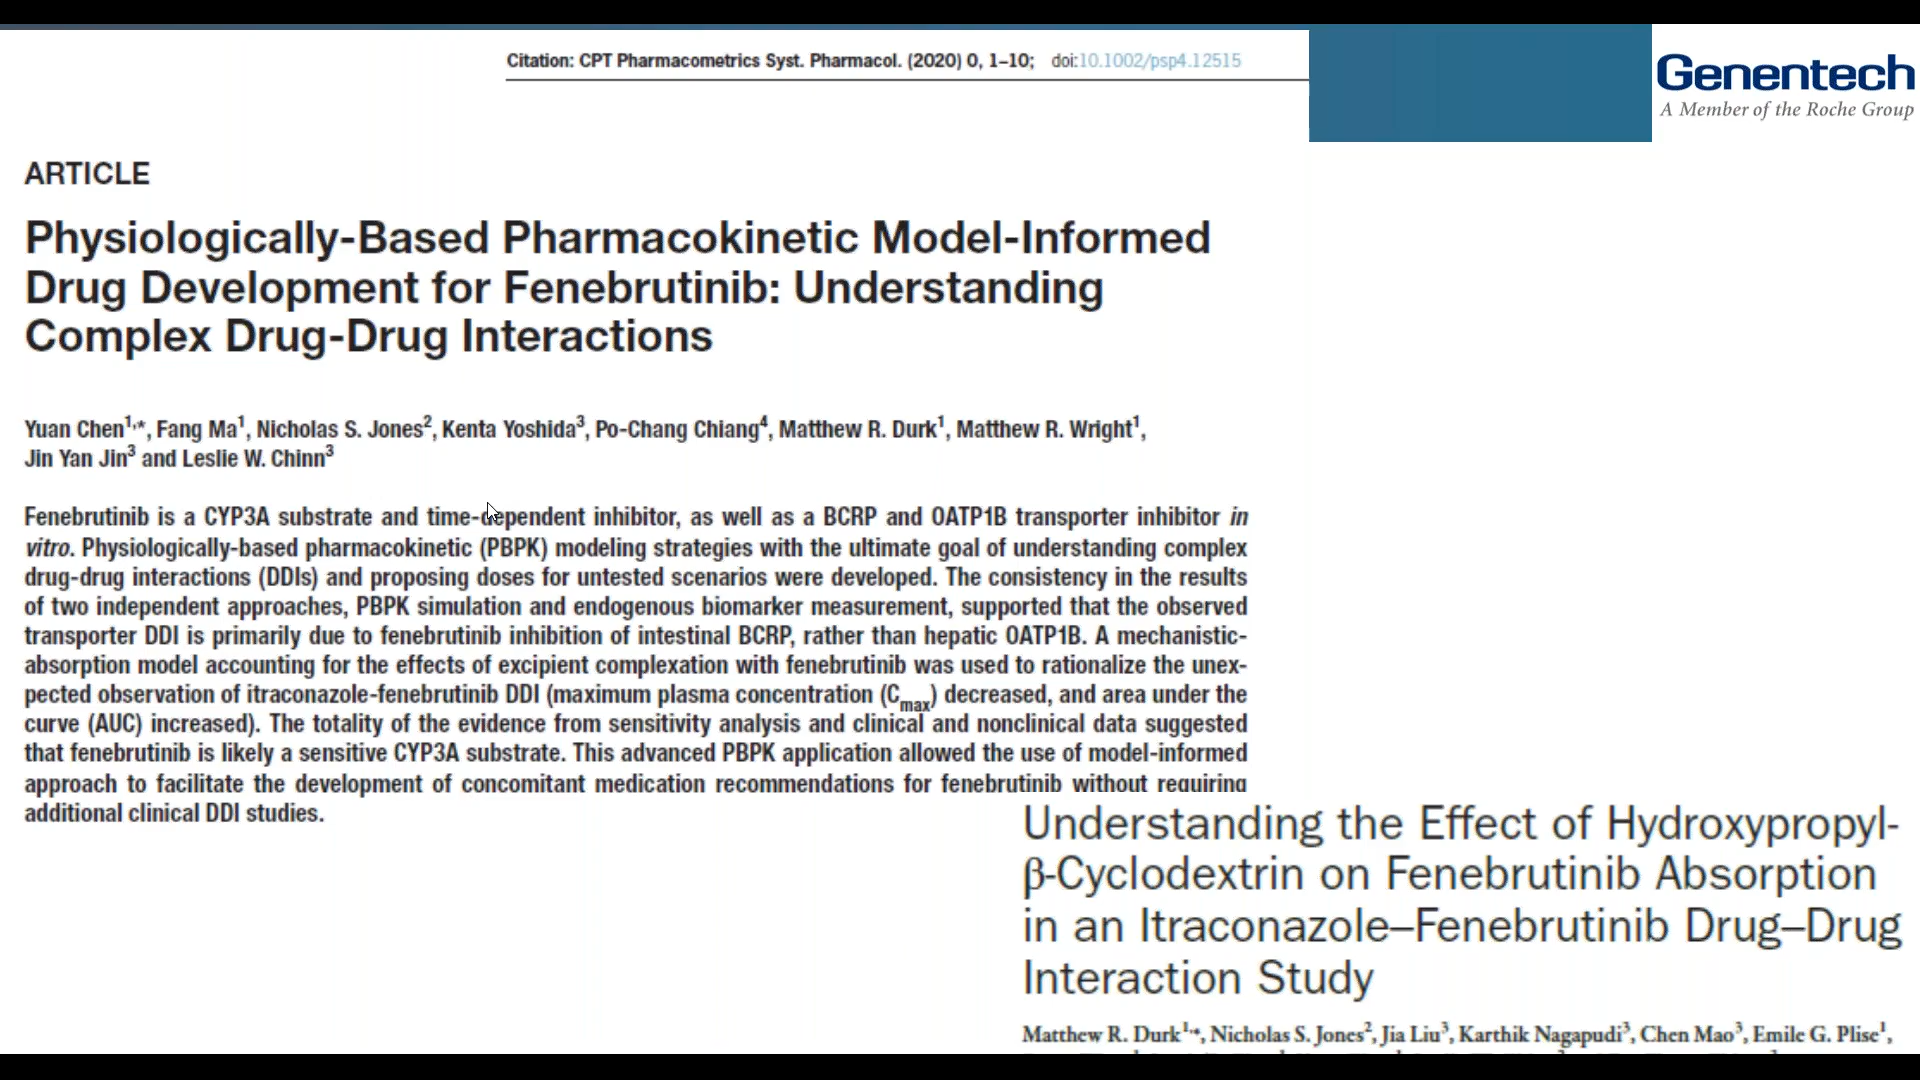 Citation: CPT Pharmacometrics Syst. Pharmacol. (2020) 0, 1–10; doi:10.1002/psp4.12515
Genentech
A Member of the Roche Group
ARTICLE
Physiologically-Based Pharmacokinetic Model-Informed
Drug Development for Fenebrutinib: Understanding
Complex Drug-Drug Interactions
Yuan Chen1,*, Fang Ma1, Nicholas S. Jones2, Kenta Yoshida3, Po-Chang Chiang4, Matthew R. Durk1, Matthew R. Wright1,
Jin Yan Jin3 and Leslie W. Chinn3
Fenebrutinib is a CYP3A substrate and time-dependent inhibitor, as well as a BCRP and OATP1B transporter inhibitor in
vitro. Physiologically-based pharmacokinetic (PBPK) modeling strategies with the ultimate goal of understanding complex
drug-drug interactions (DDIs) and proposing doses for untested scenarios were developed. The consistency in the results
of two independent approaches, PBPK simulation and endogenous biomarker measurement, supported that the observed
transporter DDI is primarily due to fenebrutinib inhibition of intestinal BCRP, rather than hepatic OATP1B. A mechanistic-
absorption model accounting for the effects of excipient complexation with fenebrutinib was used to rationalize the unex-
pected observation of itraconazole-fenebrutinib DDI (maximum plasma concentration (Cmax) decreased, and area under the
curve (AUC) increased). The totality of the evidence from sensitivity analysis and clinical and nonclinical data suggested
that fenebrutinib is likely a sensitive CYP3A substrate. This advanced PBPK application allowed the use of model-informed
approach to facilitate the development of concomitant medication recommendations for fenebrutinib without requiring
additional clinical DDI studies.
Understanding the Effect of Hydroxypropyl-
β-Cyclodextrin on Fenebrutinib Absorption
in an Itraconazole–Fenebrutinib Drug–Drug
Interaction Study
Matthew R. Durk1,*, Nicholas S. Jones2, Jia Liu3, Karthik Nagapudi3, Chen Mao3, Emile G. Plise1,